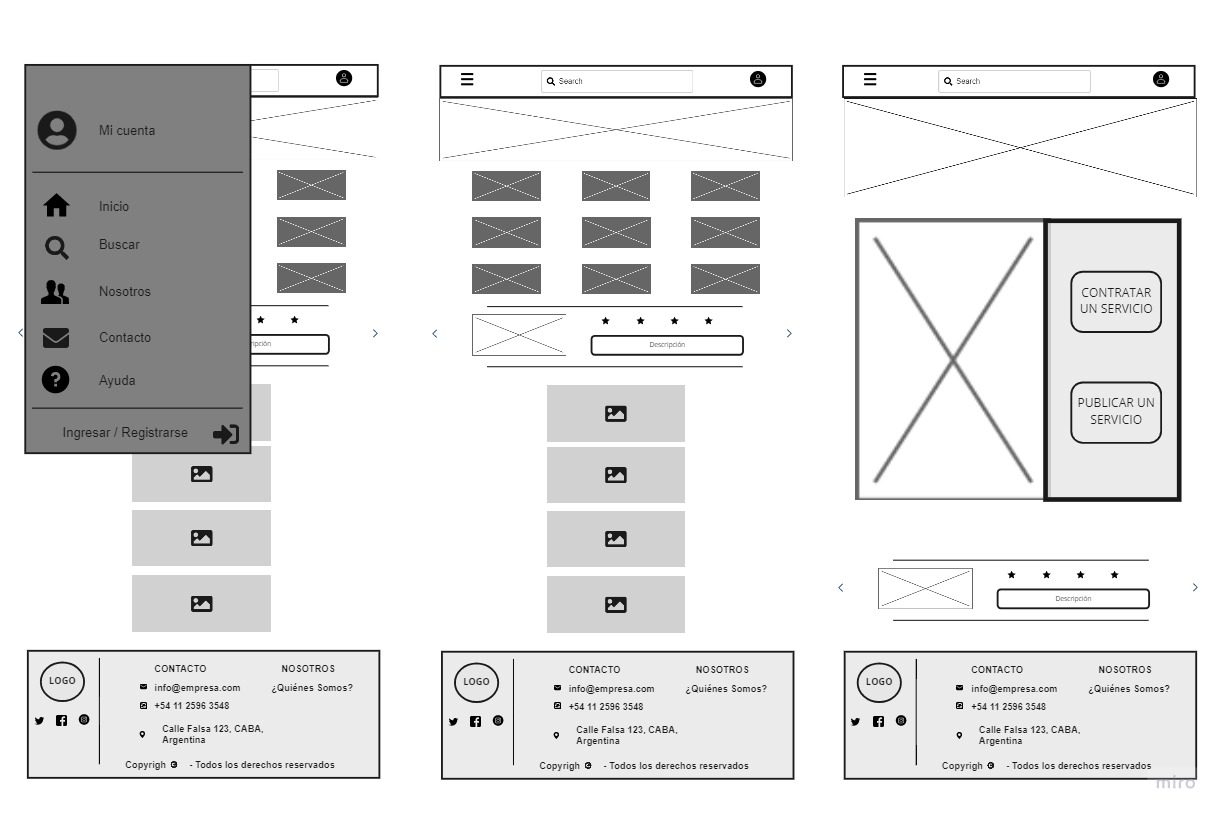 Mi cuenta
Inicio
Buscar
Nosotros
Contacto
Ayuda
Ingresar / Registrarse
ipción
LOGO
CONTACTO
NOSOTROS
info@empresa.com
¿Quiénes Somos?
+54 11 2596 3548
Calle Falsa 123, CABA,
Argentina
Copyrigh - Todos los derechos reservados
Search
Descripción
LOGO
CONTACTO
NOSOTROS
info@empresa.com
¿Quiénes Somos?
+54 11 2596 3548
Calle Falsa 123, CABA,
Argentina
Copyrigh - Todos los derechos reservados
Search
CONTRATAR
UN SERVICIO
PUBLICAR UN
SERVICIO
Descripción
LOGO
CONTACTO
NOSOTROS
info@empresa.com
¿Quiénes Somos?
+54 11 2596 3548
Calle Falsa 123, CABA,
Argentina
Copyrigh - Todos los derechos reservados
miro